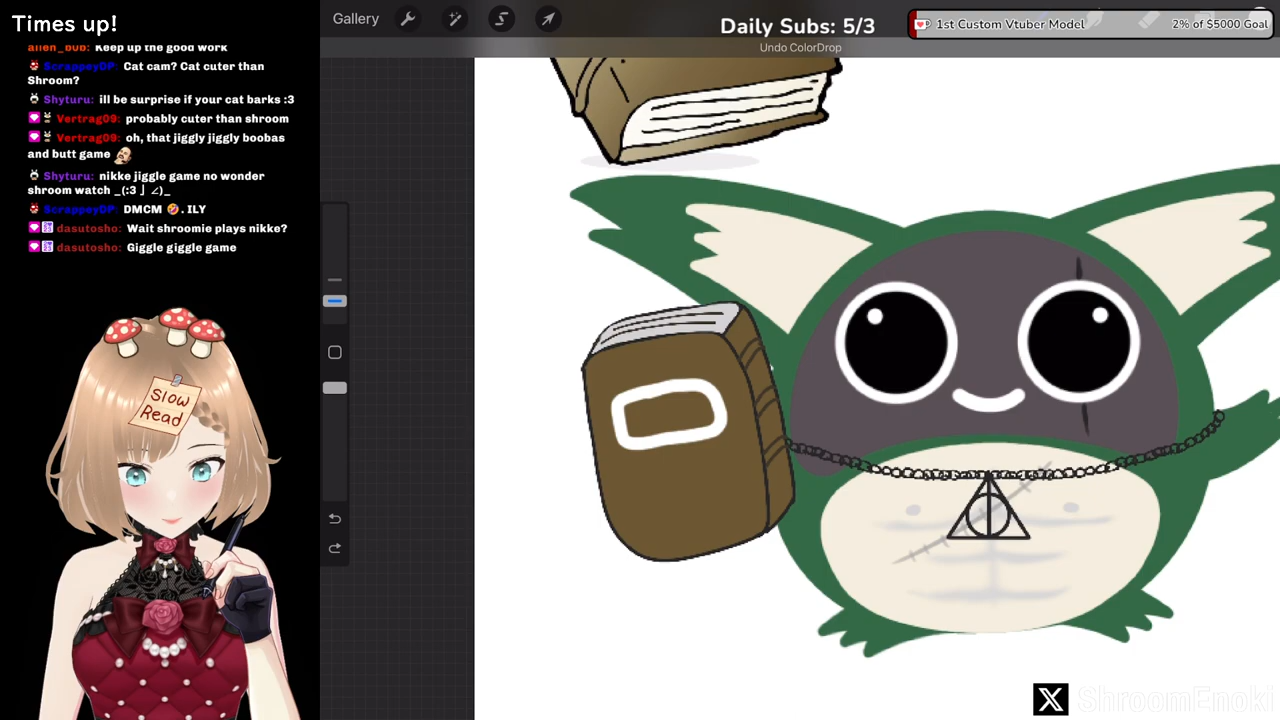 Times up!
Gallery
Daily Subs: 5/3
Undo ColorDrop
1st Custom Vtuber Model
2% of $5000 Goal
alien_bob: Keep up the good work
ScrappeyDP: Cat cam? Cat cuter than
Shroom?
Shyturu: ill be surprise if your cat barks :3
Vertrag09: probably cuter than shroom
Vertrag09: oh, that jiggly jiggly boobas
and butt game
Shyturu: nikke jiggle game no wonder
shroom watch _(:3 」∠)_
ScrappeyDP: DMCM 🤣. ILY
dasutosho: Wait shroomie plays nikke?
dasutosho: Giggle giggle game
Slow
Read
X ShroomEnoki